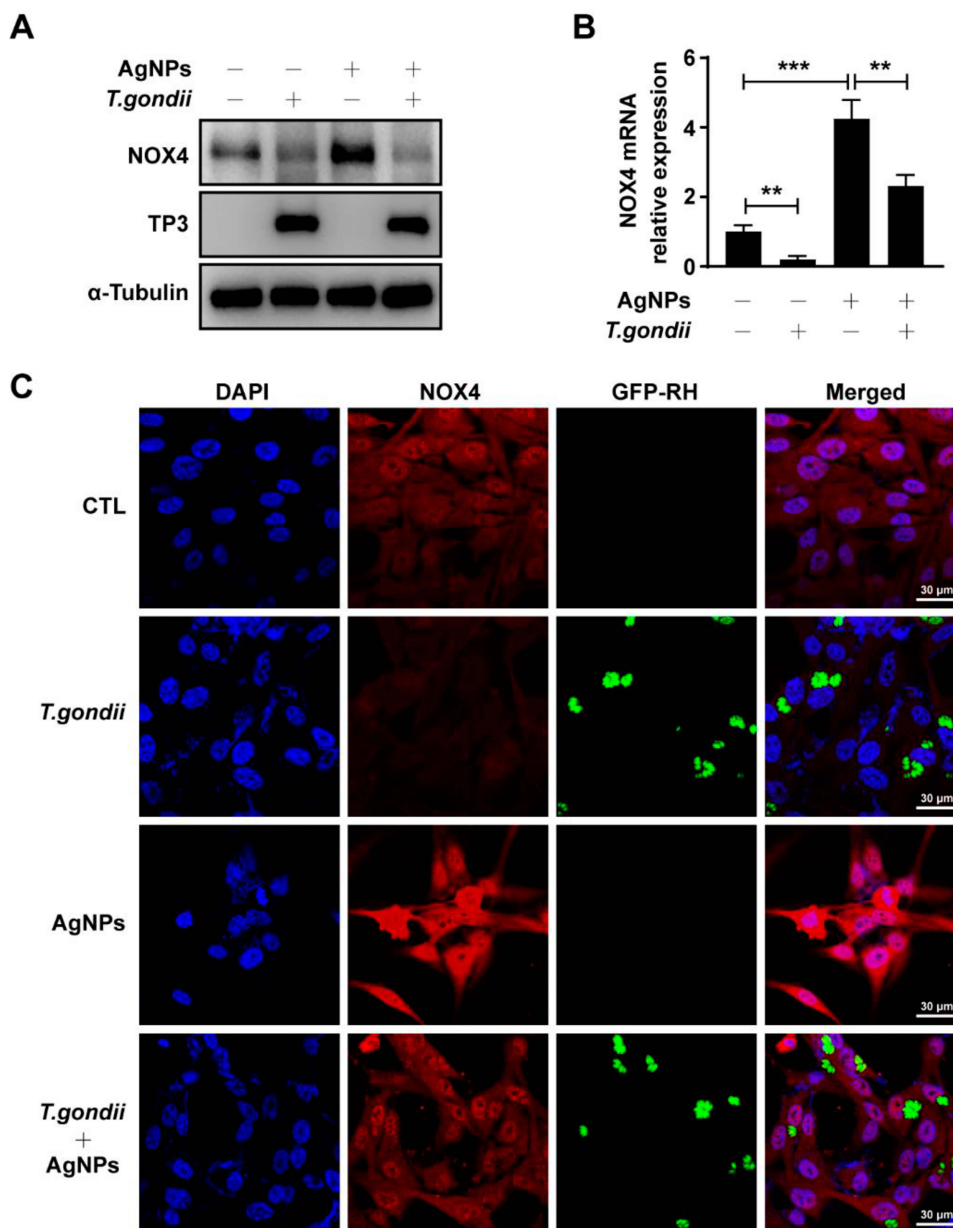 A
AgNPs − − + +
T.gondii − + − +
NOX4
TP3
α-Tubulin
B
NOX4 mRNA
relative expression
6
4
2
0
*** **
**
AgNPs − − + +
T.gondii − + − +
C
DAPI NOX4 GFP-RH Merged
CTL
30 μm
T.gondii
30 μm
AgNPs
30 μm
T.gondii
+
AgNPs
30 μm